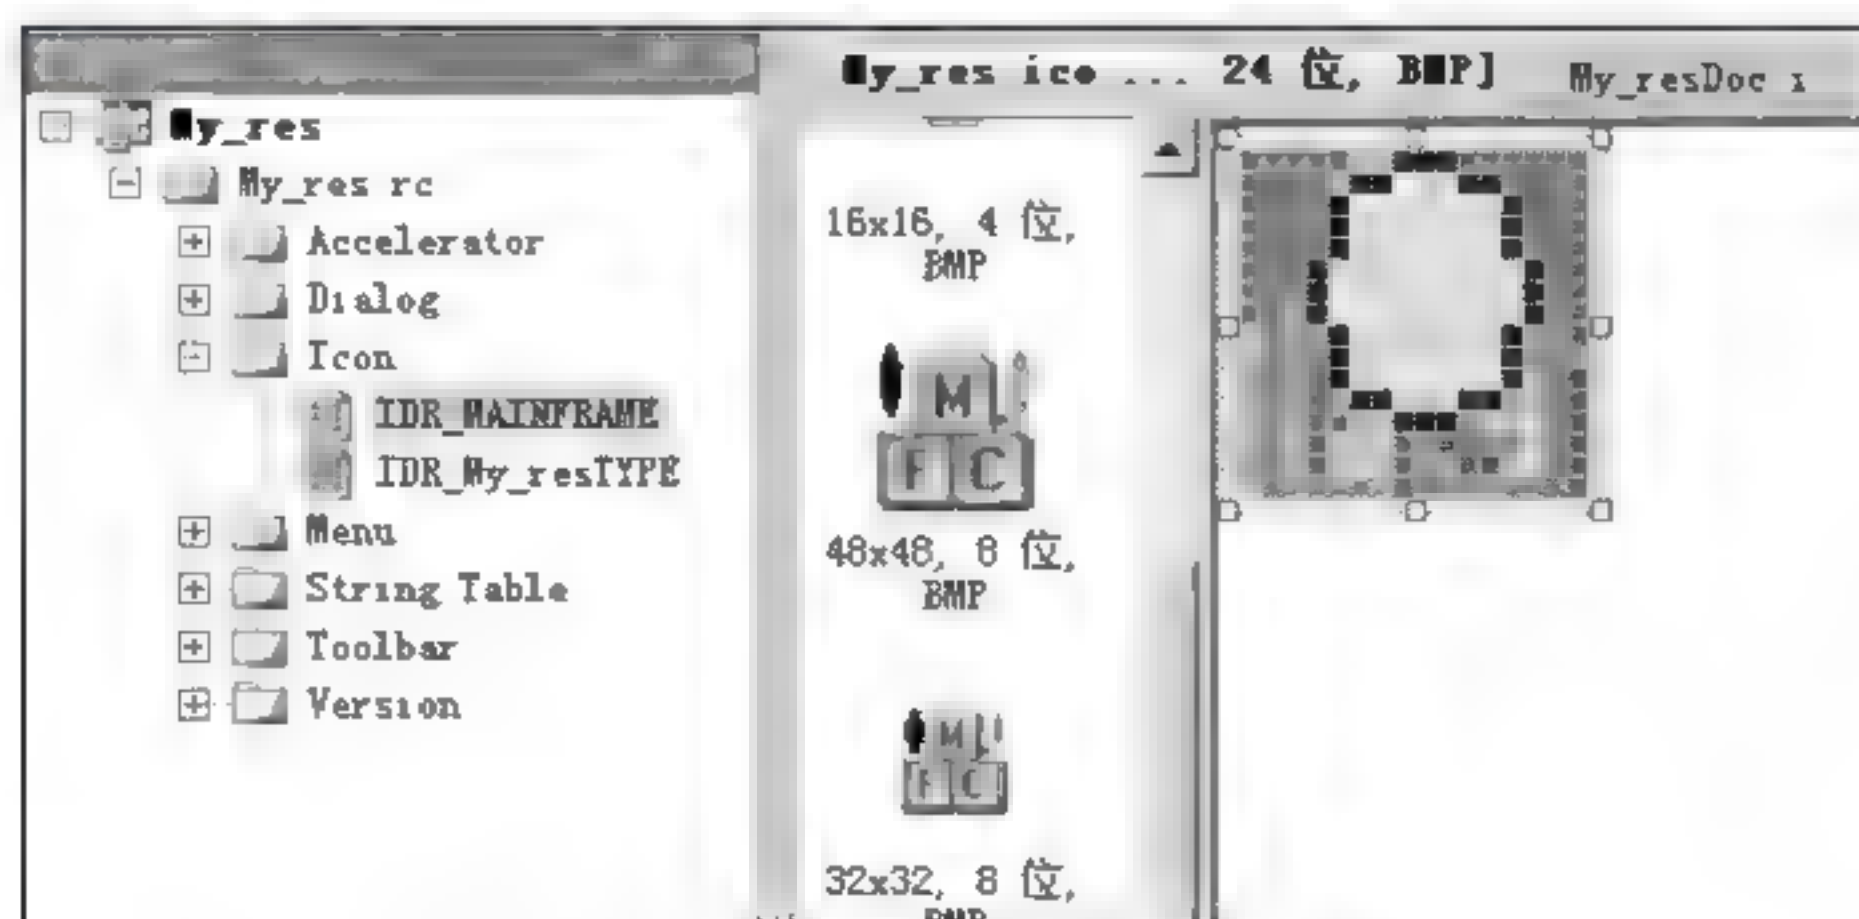 My_res ico ... 24 位, BMP]
My_resDoc
My_res
My_res rc
Accelerator
Dialog
Icon
IDR_MAINFRAME
IDR_My_resTYPE
Menu
String Table
Toolbar
Version
16x16, 4 位,
BMP
M
F C
48x48, 8 位,
BMP
M
F C
32x32, 8 位,
BMP